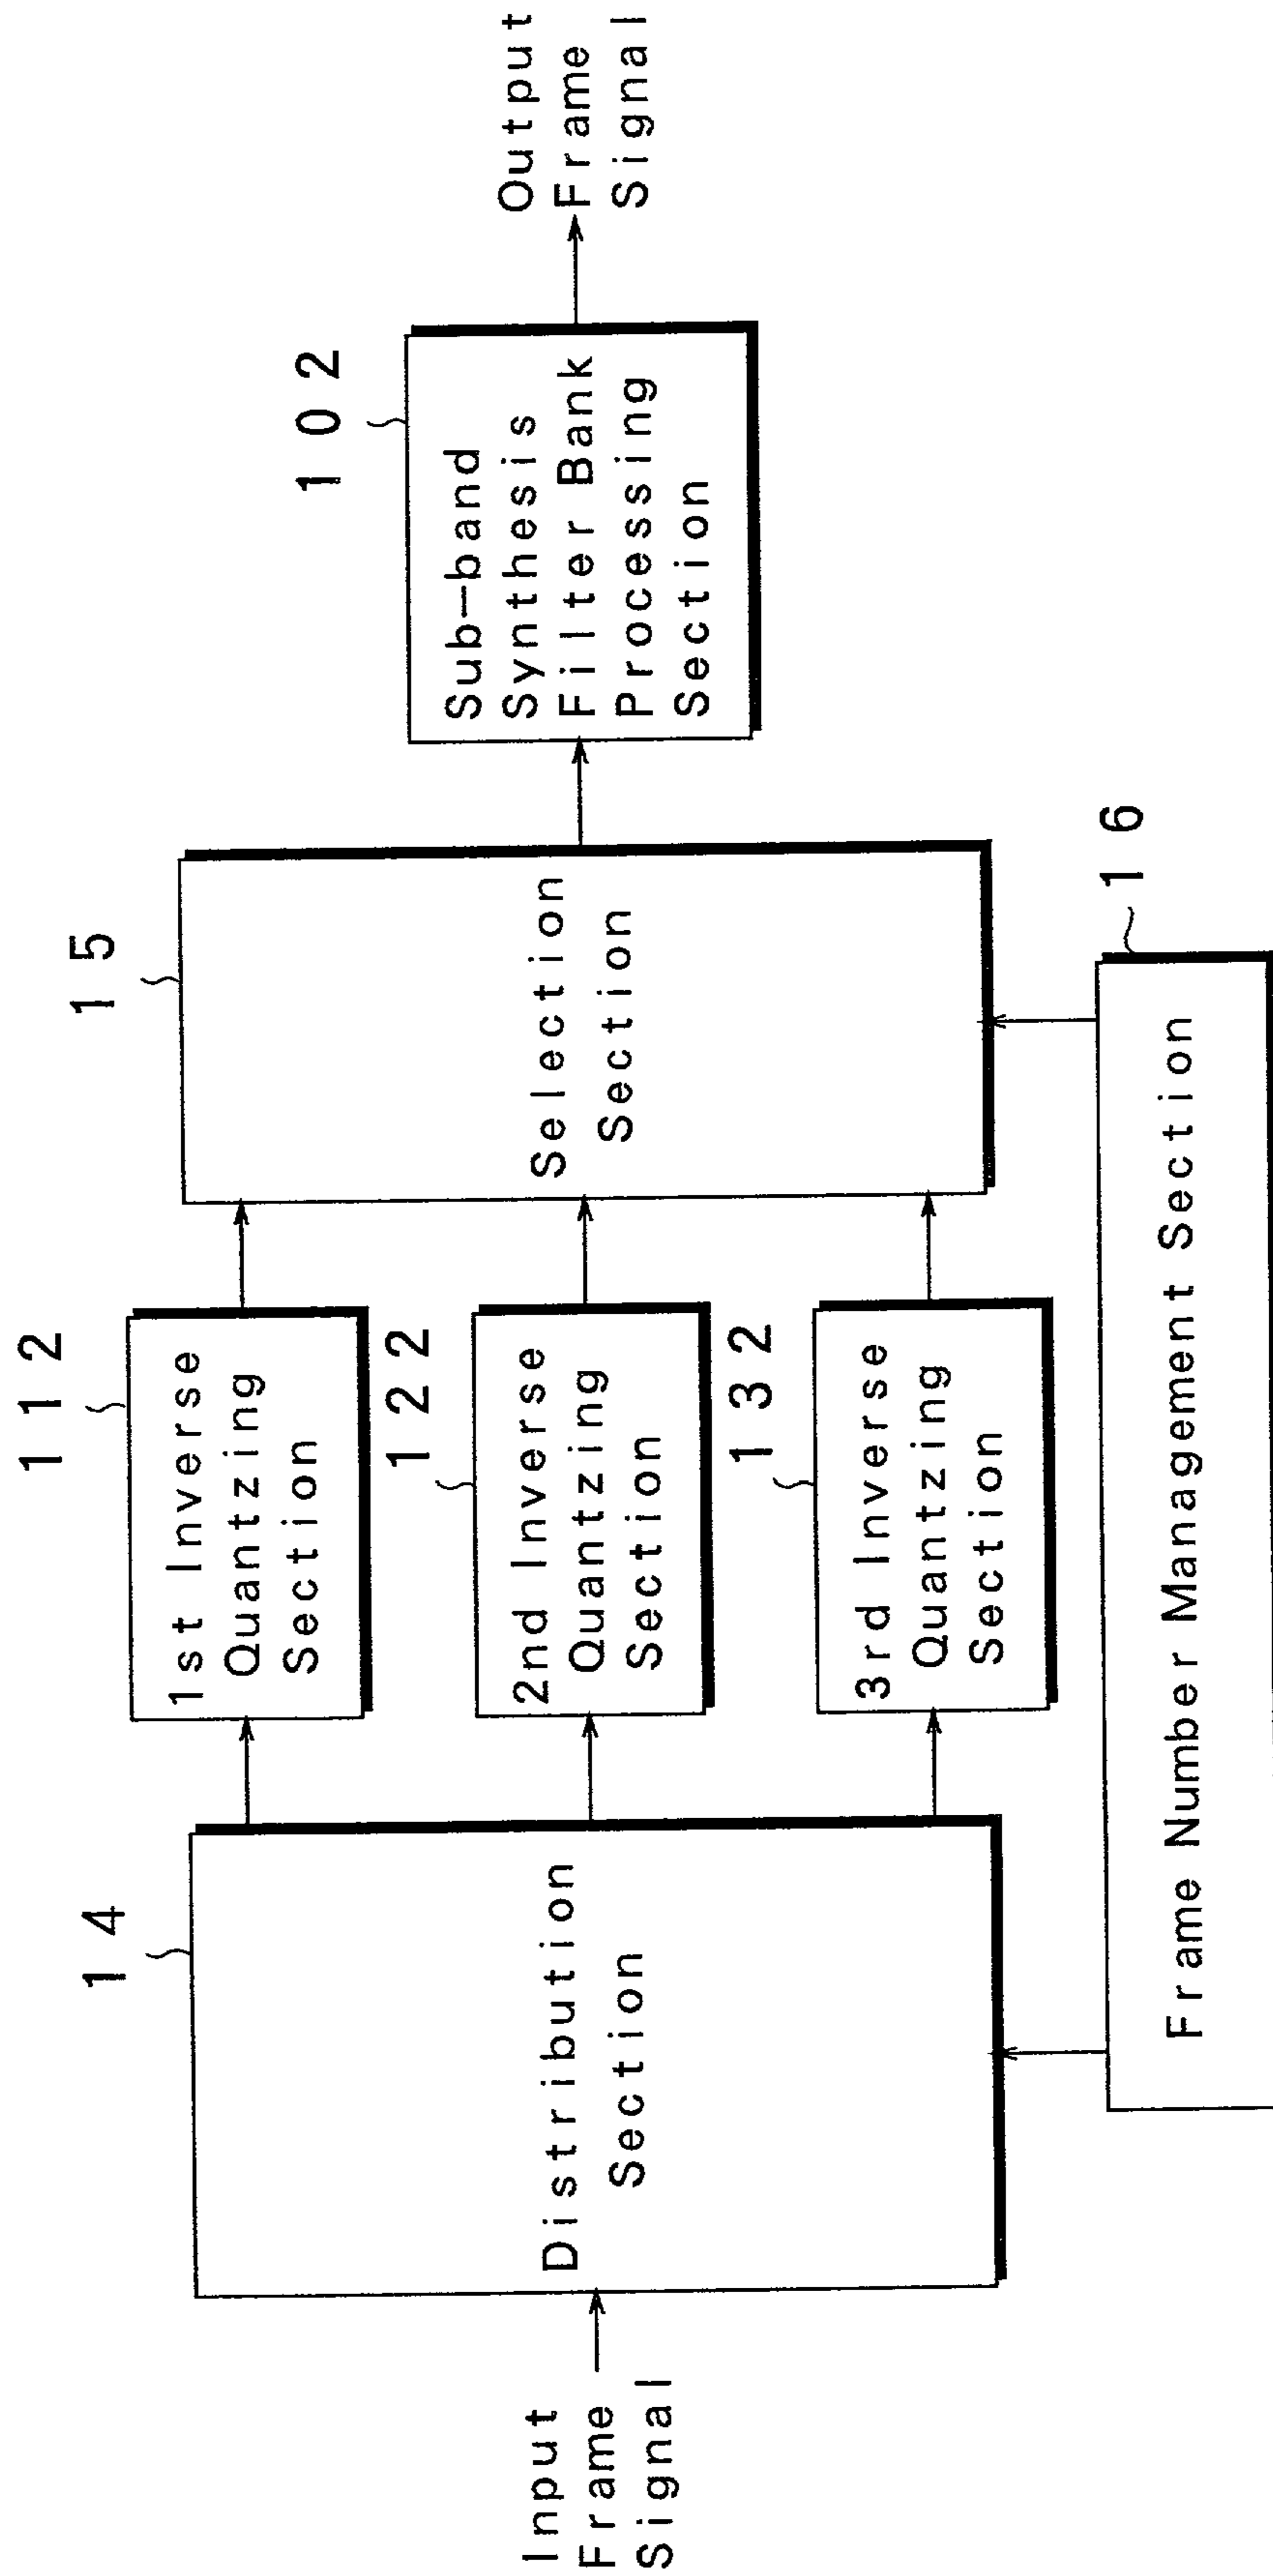 Input
Frame
Signal
14
Distribution
Section
112
1st Inverse
Quantzing
Section
122
2nd Inverse
Quantzing
Section
132
3rd Inverse
Quantzing
Section
15
Selection
Section
16
Frame Number Management Section
102
Sub-band
Synthesis
Filter Bank
Processing
Section
Output
Frame
Signal